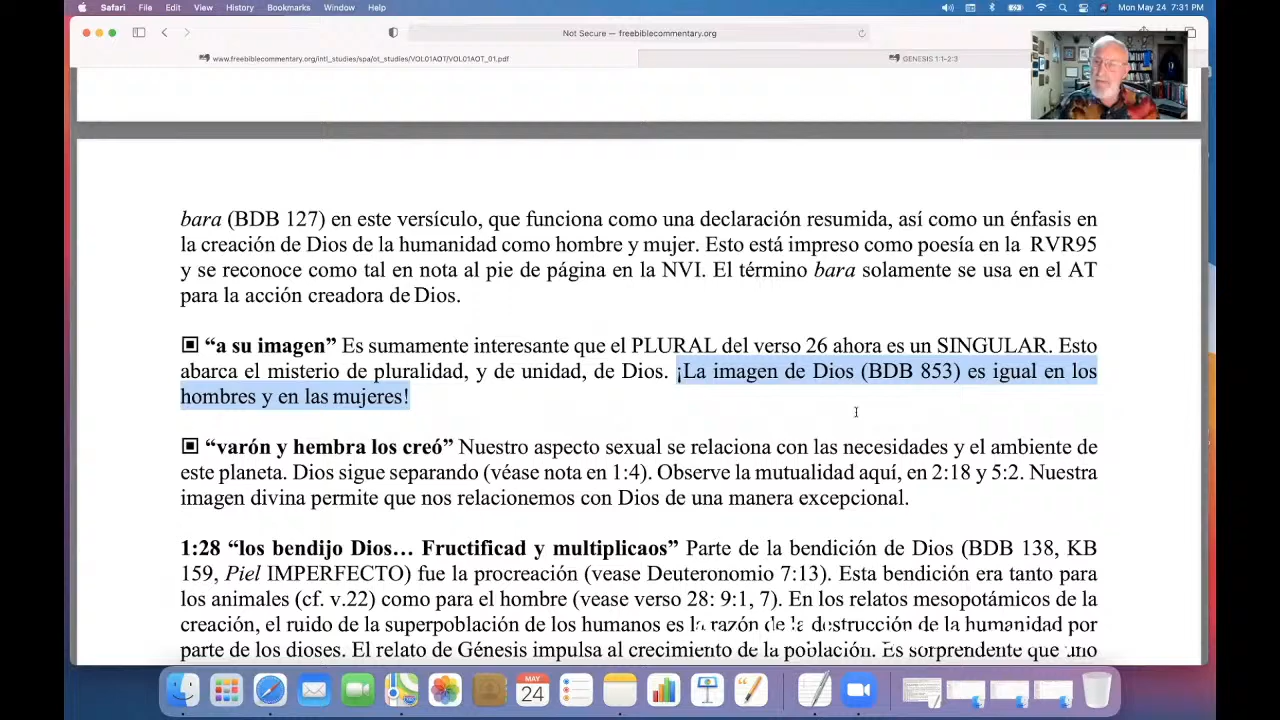 Safari File Edit View History Bookmarks Window Help Mon May 24 7:31 PM
Not Secure — freebiblecommentary.org
www.freebiblecommentary.org/intl_studies/spa/ot_studies/VOL01AOT/VOL01AOT_01.pdf
GENESIS 1:1-2:3
bara (BDB 127) en este versículo, que funciona como una declaración resumida, así como un énfasis en
la creación de Dios de la humanidad como hombre y mujer. Esto está impreso como poesía en la RVR95
y se reconoce como tal en nota al pie de página en la NVI. El término bara solamente se usa en el AT
para la acción creadora de Dios.
“a su imagen” Es sumamente interesante que el PLURAL del verso 26 ahora es un SINGULAR. Esto
abarca el misterio de pluralidad, y de unidad, de Dios. ¡La imagen de Dios (BDB 853) es igual en los
hombres y en las mujeres!
“varón y hembra los creó” Nuestro aspecto sexual se relaciona con las necesidades y el ambiente de
este planeta. Dios sigue separando (véase nota en 1:4). Observe la mutualidad aquí, en 2:18 y 5:2. Nuestra
imagen divina permite que nos relacionemos con Dios de una manera excepcional.
1:28 “los bendijo Dios… Fructificad y multiplicaos” Parte de la bendición de Dios (BDB 138, KB
159, Piel IMPERFECTO) fue la procreación (vease Deuteronomio 7:13). Esta bendición era tanto para
los animales (cf. v.22) como para el hombre (vease verso 28: 9:1, 7). En los relatos mesopotámicos de la
creación, el ruido de la superpoblación de los humanos es la razón de la destrucción de la humanidad por
parte de los dioses. El relato de Génesis impulsa al crecimiento de la población. Es sorprendente que uno
MAY
24